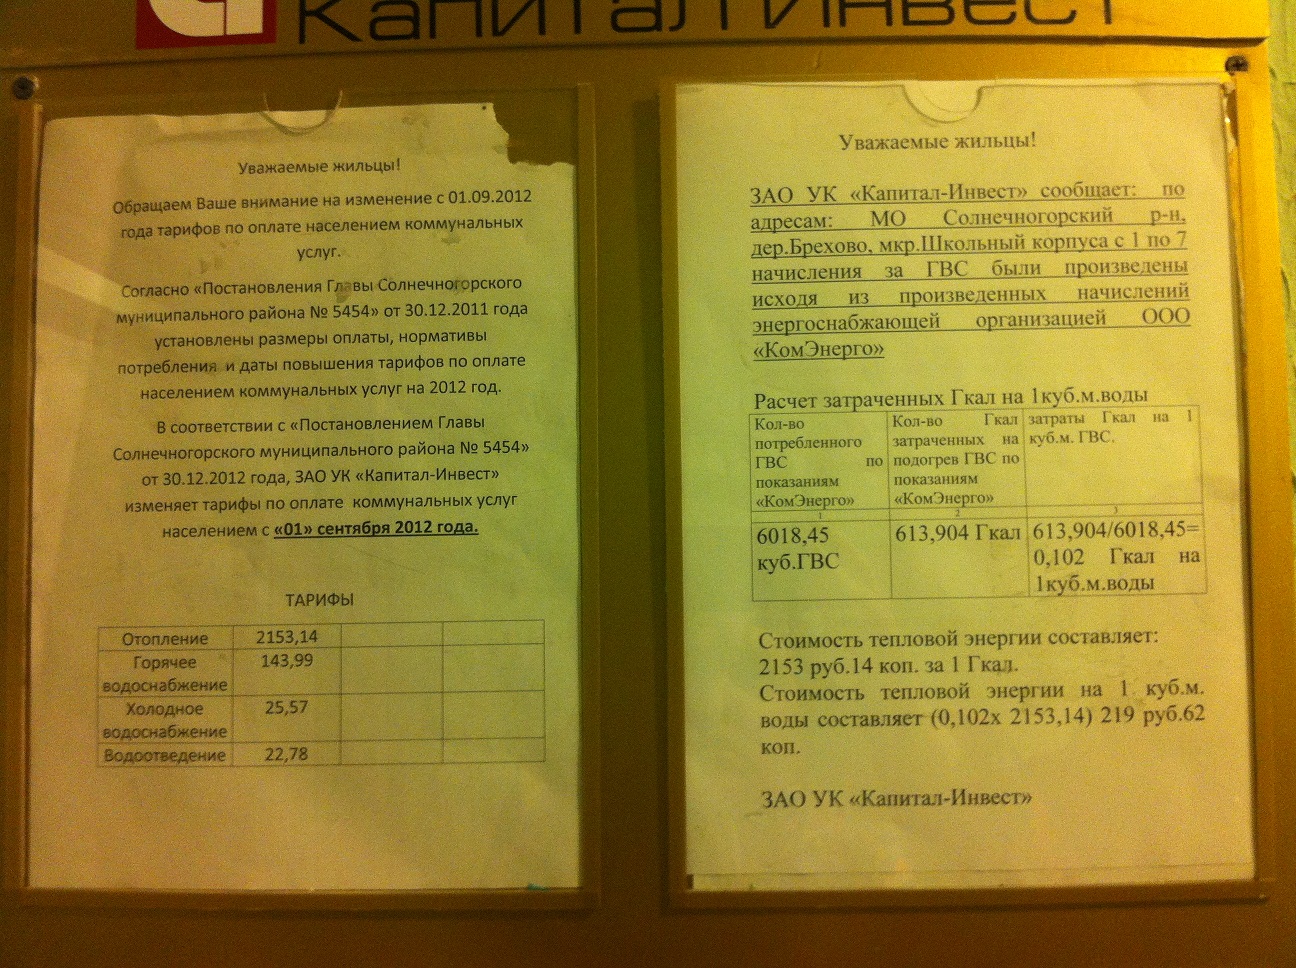 Капитал Инвест
Уважаемые жильцы!
Обращаем Ваше внимание на изменение с 01.09.2012
года тарифов по оплате населением коммунальных
услуг.
Согласно «Постановления Главы Солнечногорского
муниципального района № 5454» от 30.12.2011 года
установлены размеры оплаты, нормативы
потребления и даты повышения тарифов по оплате
населением коммунальных услуг на 2012 год.
В соответствии с «Постановлением Главы
Солнечногорского муниципального района № 5454»
от 30.12.2012 года, ЗАО УК «Капитал-Инвест»
изменяет тарифы по оплате коммунальных услуг
населением с «01» сентября 2012 года.
ТАРИФЫ
Отопление 2153,14
Горячее 143,99
водоснабжение
Холодное 25,57
водоснабжение
Водоотведение 22,78
Уважаемые жильцы!
ЗАО УК «Капитал-Инвест» сообщает: по
адресам: МО Солнечногорский р-н,
дер.Брехово, мкр.Школьный корпуса с 1 по 7
начисления за ГВС были произведены
исходя из произведенных начислений
энергоснабжающей организацией ООО
«КомЭнерго»
Расчет затраченных Гкал на 1куб.м.воды
Кол-во Кол-во Гкал затраты Гкал на 1
потребленного затраченных на куб.м. ГВС.
ГВС по подогрев ГВС по
показаниям показаниям
«КомЭнерго» «КомЭнерго»
1 2 3
6018,45 613,904 Гкал 613,904/6018,45=
куб.ГВС 0,102 Гкал на
1куб.м.воды
Стоимость тепловой энергии составляет:
2153 руб.14 коп. за 1 Гкал.
Стоимость тепловой энергии на 1 куб.м.
воды составляет (0,102х 2153,14) 219 руб.62
коп.
ЗАО УК «Капитал-Инвест»